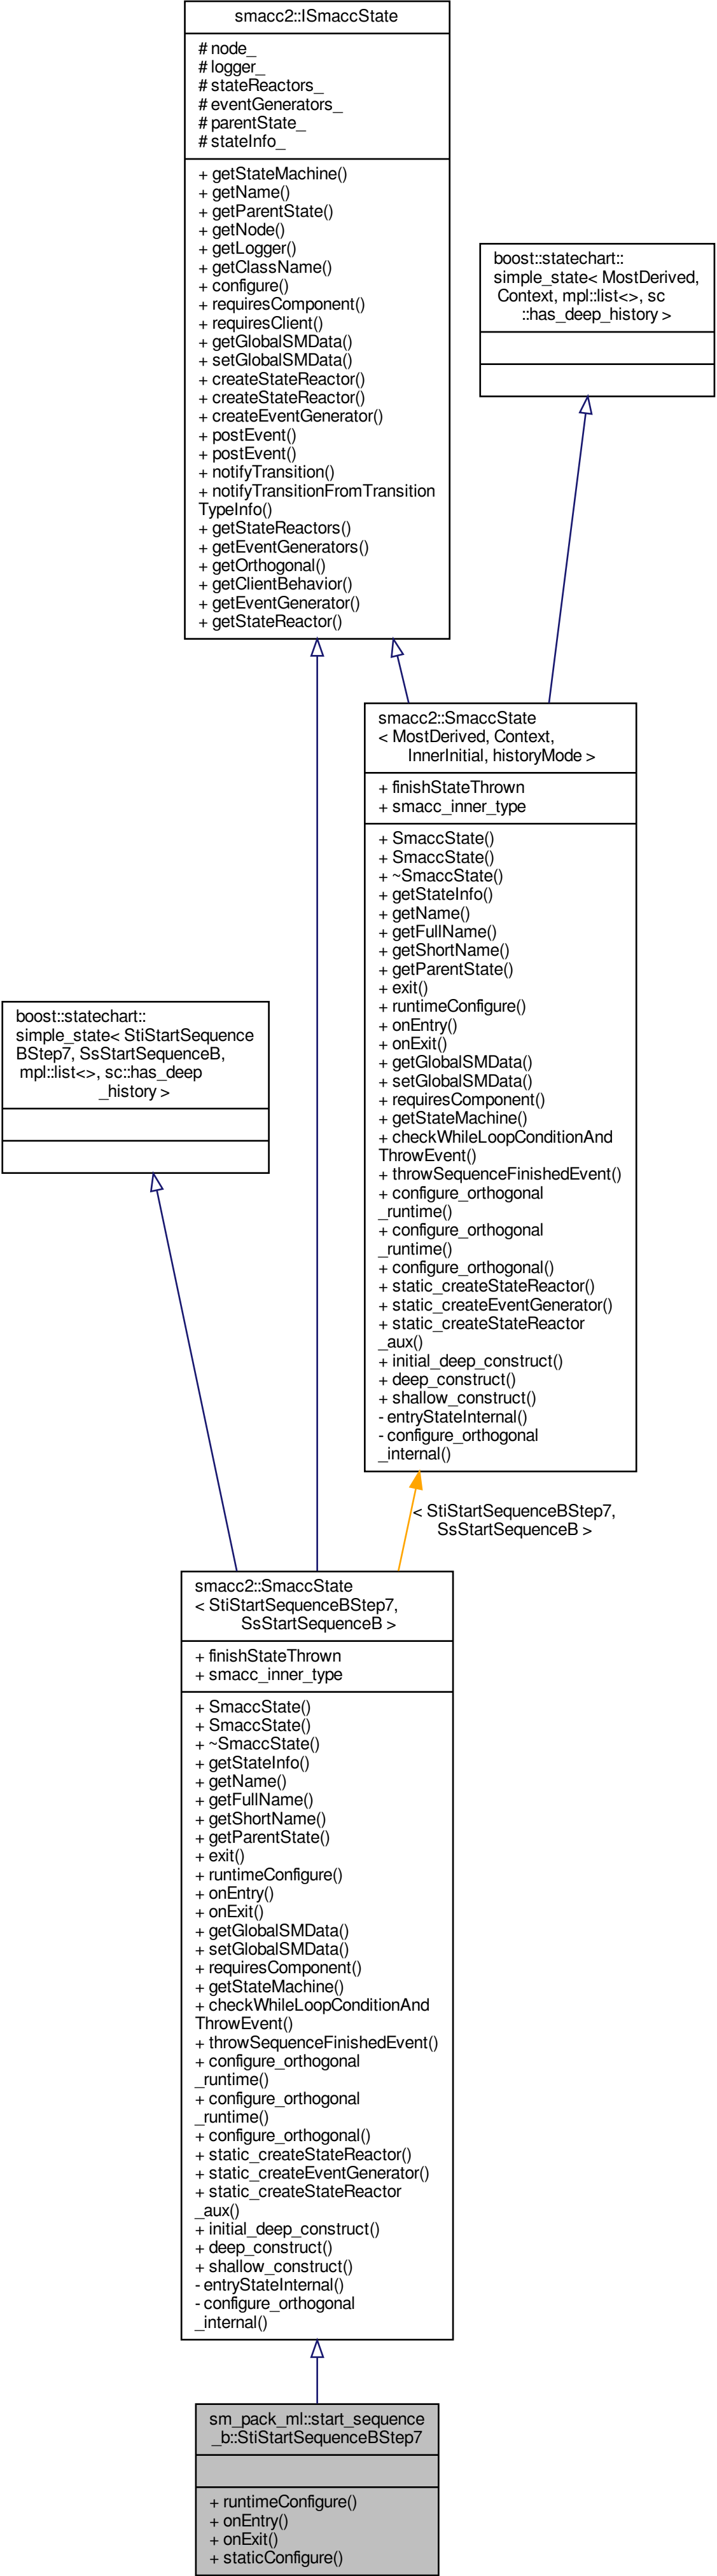 smacc2::ISmaccState
# node_
# logger_
# stateReactors_
# eventGenerators_
# parentState_
# stateInfo_
+ getStateMachine()
+ getName()
+ getParentState()
+ getNode()
+ getLogger()
+ getClassName()
+ configure()
+ requiresComponent()
+ requiresClient()
+ getGlobalSMData()
+ setGlobalSMData()
+ createStateReactor()
+ createStateReactor()
+ createEventGenerator()
+ postEvent()
+ postEvent()
+ notifyTransition()
+ notifyTransitionFromTransition
TypeInfo()
+ getStateReactors()
+ getEventGenerators()
+ getOrthogonal()
+ getClientBehavior()
+ getEventGenerator()
+ getStateReactor()
boost::statechart::
simple_state< MostDerived,
Context, mpl::list<>, sc
::has_deep_history >
smacc2::SmaccState
< MostDerived, Context,
InnerInitial, historyMode >
+ finishStateThrown
+ smacc_inner_type
+ SmaccState()
+ SmaccState()
+ ~SmaccState()
+ getStateInfo()
+ getName()
+ getFullName()
+ getShortName()
+ getParentState()
+ exit()
+ runtimeConfigure()
+ onEntry()
+ onExit()
+ getGlobalSMData()
+ setGlobalSMData()
+ requiresComponent()
+ getStateMachine()
+ checkWhileLoopConditionAnd
ThrowEvent()
+ throwSequenceFinishedEvent()
+ configure_orthogonal
_runtime()
+ configure_orthogonal
_runtime()
+ configure_orthogonal()
+ static_createStateReactor()
+ static_createEventGenerator()
+ static_createStateReactor
_aux()
+ initial_deep_construct()
+ deep_construct()
+ shallow_construct()
- entryStateInternal()
- configure_orthogonal
_internal()
boost::statechart::
simple_state< StiStartSequence
BStep7, SsStartSequenceB,
mpl::list<>, sc::has_deep
_history >
< StiStartSequenceBStep7,
SsStartSequenceB >
smacc2::SmaccState
< StiStartSequenceBStep7,
SsStartSequenceB >
+ finishStateThrown
+ smacc_inner_type
+ SmaccState()
+ SmaccState()
+ ~SmaccState()
+ getStateInfo()
+ getName()
+ getFullName()
+ getShortName()
+ getParentState()
+ exit()
+ runtimeConfigure()
+ onEntry()
+ onExit()
+ getGlobalSMData()
+ setGlobalSMData()
+ requiresComponent()
+ getStateMachine()
+ checkWhileLoopConditionAnd
ThrowEvent()
+ throwSequenceFinishedEvent()
+ configure_orthogonal
_runtime()
+ configure_orthogonal
_runtime()
+ configure_orthogonal()
+ static_createStateReactor()
+ static_createEventGenerator()
+ static_createStateReactor
_aux()
+ initial_deep_construct()
+ deep_construct()
+ shallow_construct()
- entryStateInternal()
- configure_orthogonal
_internal()
sm_pack_ml::start_sequence
_b::StiStartSequenceBStep7
+ runtimeConfigure()
+ onEntry()
+ onExit()
+ staticConfigure()